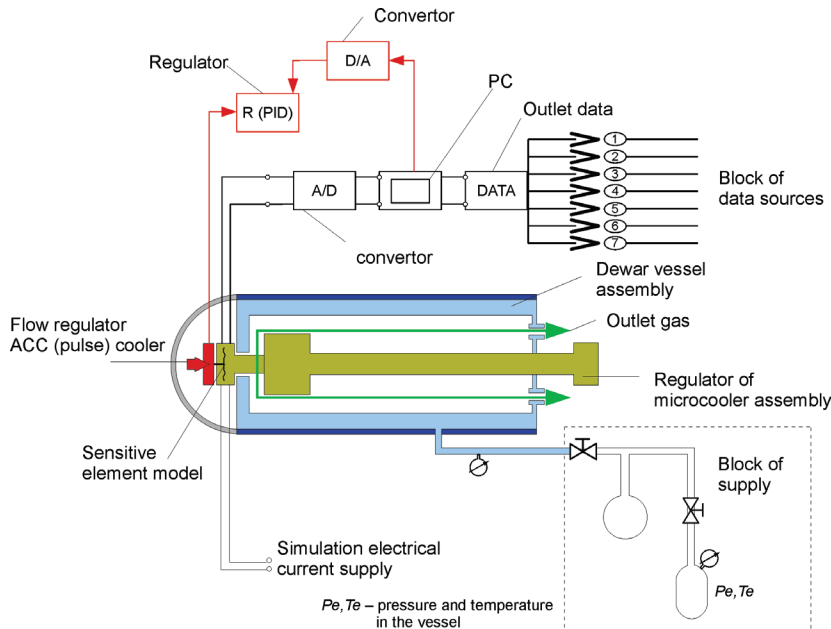 Convertor
Regulator
D/A
PC
R (PID)
Outlet data
1
2
3
A/D
DATA
4
Block of
data sources
5
6
7
convertor
Dewar vessel
assembly
Flow regulator
ACC (pulse) cooler
Outlet gas
Regulator of
microcooler assembly
Sensitive
element model
Block of
supply
Simulation electrical
current supply
Pe,Te
Pe,Te – pressure and temperature
in the vessel